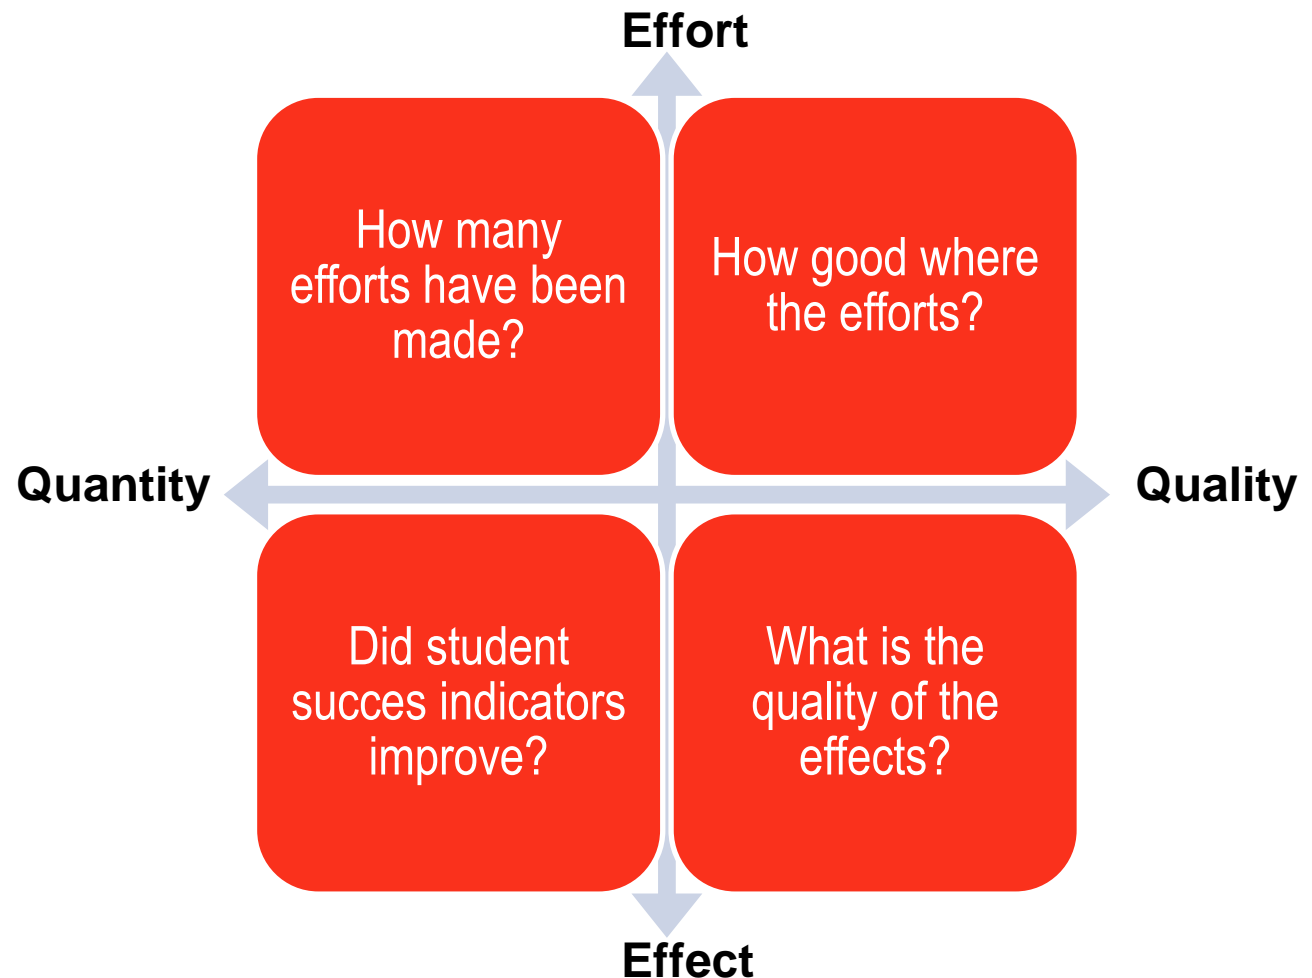 Effort
How many
efforts have been
made?
How good where
the efforts?
Quantity
Quality
Did student
succes indicators
improve?
What is the
quality of the
effects?
Effect